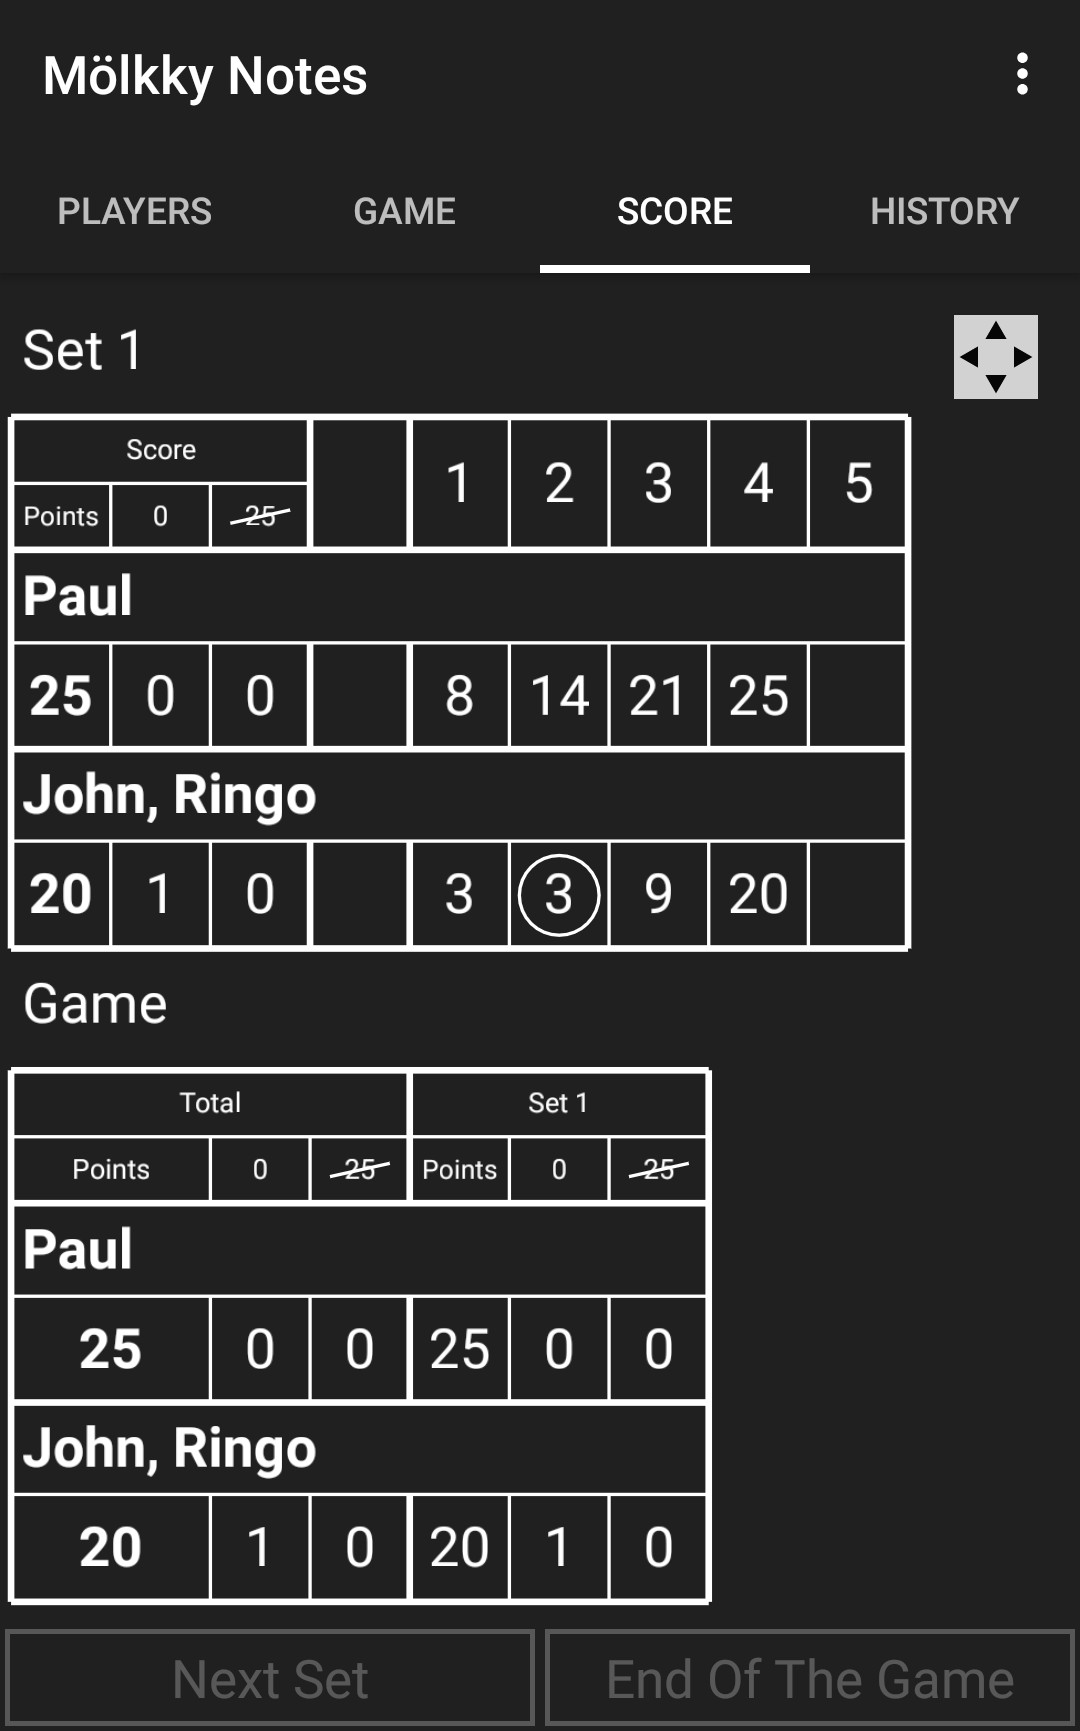 Mölkky Notes
PLAYERS GAME SCORE HISTORY
Set 1
Score 1 2 3 4 5
Points 0 25
Paul
25 0 0 8 14 21 25
John, Ringo
20 1 0 3 3 9 20
Game
Total Set 1
Points 0 25 Points 0 25
Paul
25 0 0 25 0 0
John, Ringo
20 1 0 20 1 0
Next Set End Of The Game